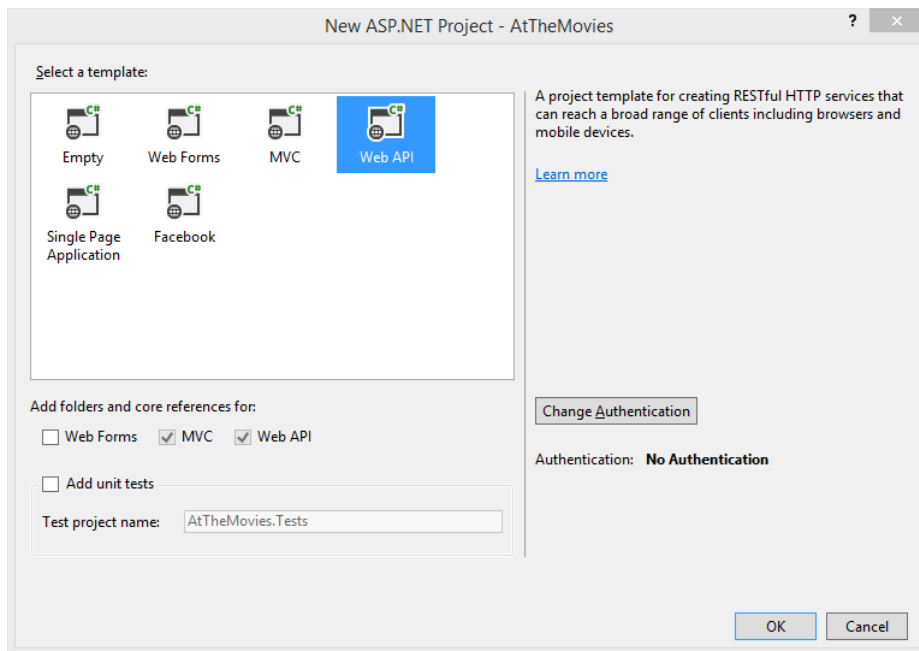 New ASP.NET Project - AtTheMovies
?
×
Select a template:
C# C# C# C#
Empty Web Forms MVC Web API
C# C#
Single Page Application Facebook
A project template for creating RESTful HTTP services that
can reach a broad range of clients including browsers and
mobile devices.
Learn more
Add folders and core references for:
Web Forms MVC Web API
Add unit tests
Test project name: AtTheMovies.Tests
Change Authentication
Authentication: No Authentication
OK Cancel